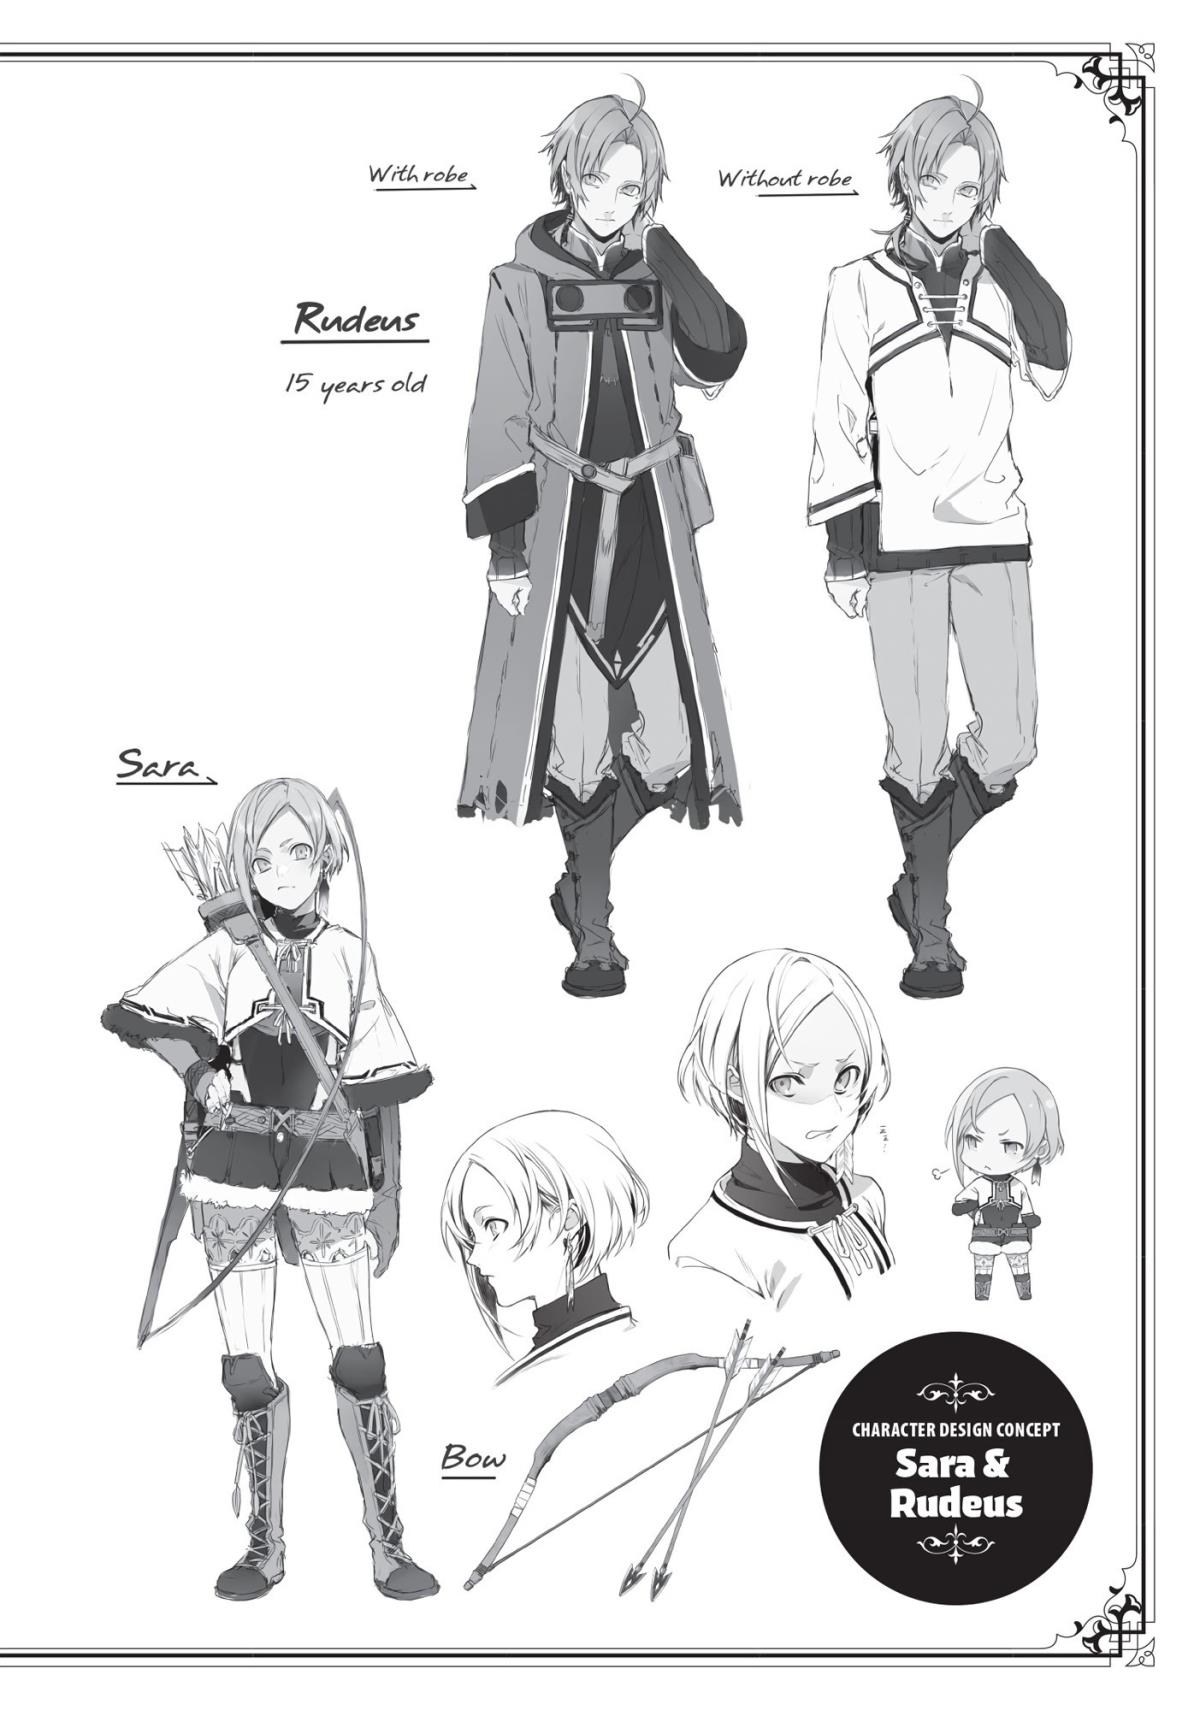 With robe
Without robe
Rudeus
15 years old
Sara
Bow
CHARACTER DESIGN CONCEPT
Sara &
Rudeus